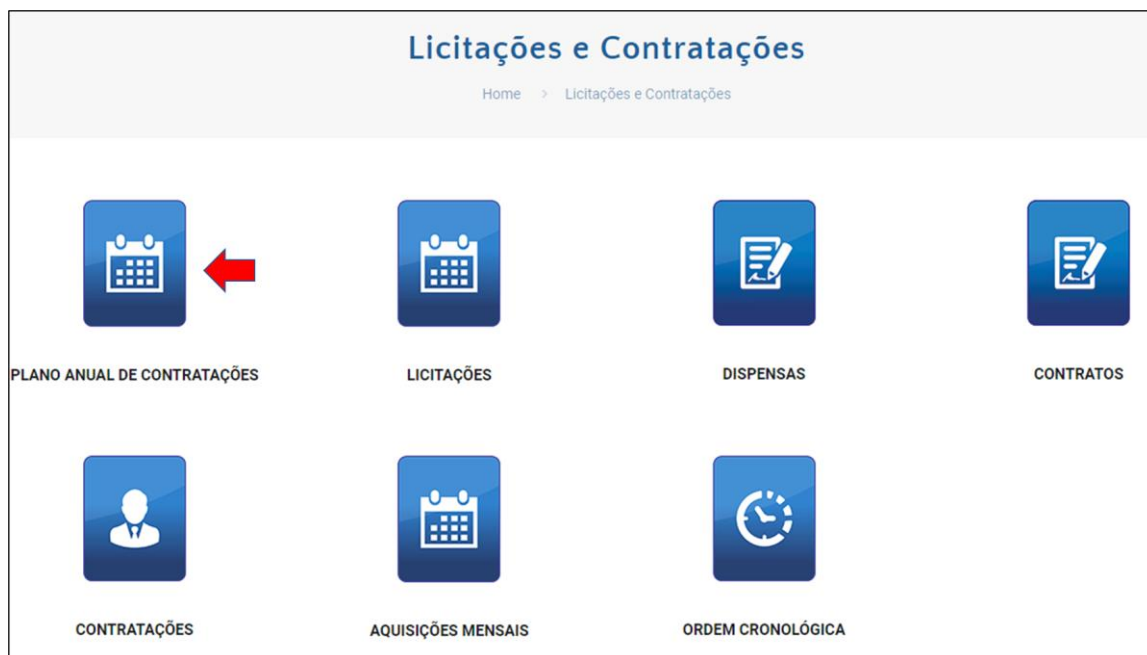 Licitações e Contratações
Home > Licitações e Contratações
PLANO ANUAL DE CONTRATAÇÕES
LICITAÇÕES
DISPENSAS
CONTRATOS
CONTRATAÇÕES
AQUISIÇÕES MENSAIS
ORDEM CRONOLÓGICA